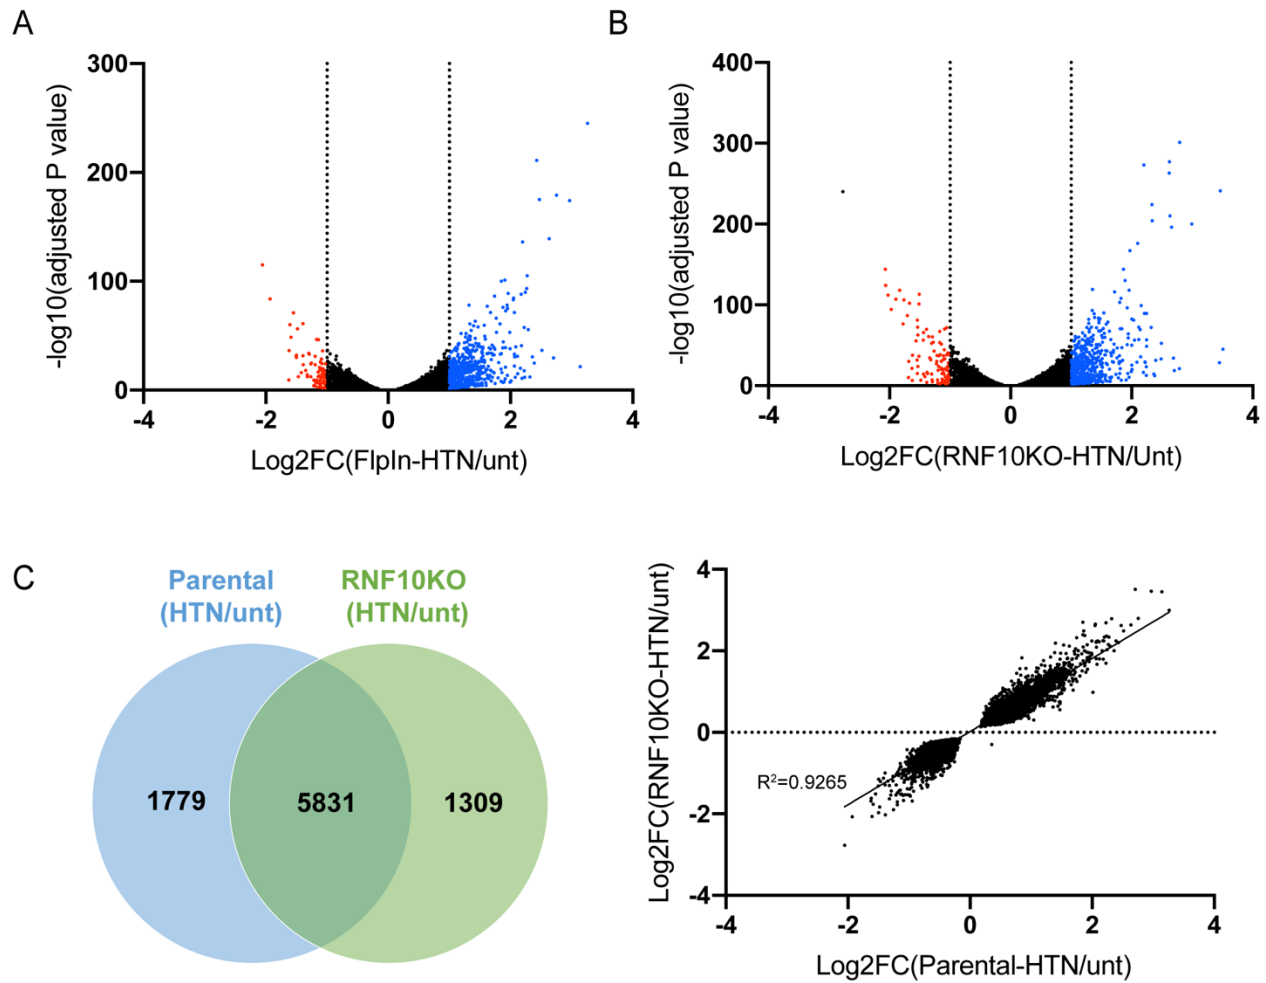 A
300
200
100
0
-4
-2
0
2
4
-log10(adjusted P value)
Log2FC(FlpIn-HTN/unt)
B
400
300
200
100
0
-4
-2
0
2
4
-log10(adjusted P value)
Log2FC(RNF10KO-HTN/Unt)
C
Parental
(HTN/unt)
RNF10KO
(HTN/unt)
1779
5831
1309
4
2
0
-2
-4
-4
-2
0
2
4
R²=0.9265
Log2FC(RNF10KO-HTN/unt)
Log2FC(Parental-HTN/unt)